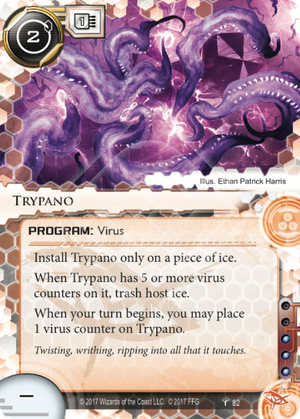 2
1
Illus. Ethan Patrick Harris
TRYPANO
PROGRAM: Virus
Install Trypano only on a piece of ice.
When Trypano has 5 or more virus
counters on it, trash host ice.
When your turn begins, you may place
1 virus counter on Trypano.
Twisting, writhing, ripping into all that it touches.
–
© 2017 Wizards of the Coast LLC. © 2017 FFG
82